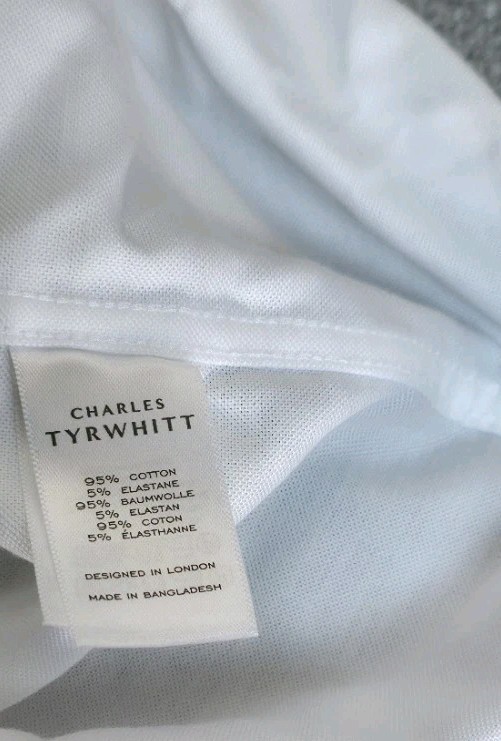 CHARLES
TYRWHITT
95% COTTON
5% ELASTANE
95% BAUMWOLLE
5% ELASTAN
95% COTON
5% ÉLASTHANNE
DESIGNED IN LONDON
MADE IN BANGLADESH